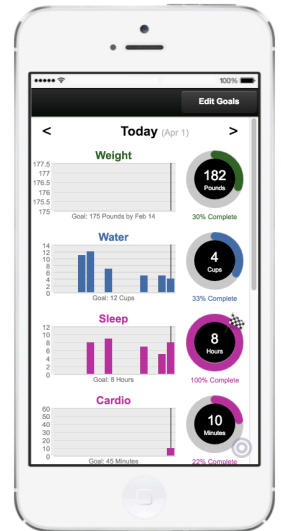 100%
Edit Goals
< Today (Apr 1) >
Weight
177.5
177
176.5
176
175.5
175
Goal: 175 Pounds by Feb 14
182
Pounds
30% Complete
Water
14
12
10
8
6
4
2
0
Goal: 12 Cups
4
Cups
33% Complete
Sleep
12
10
8
6
4
2
0
Goal: 8 Hours
8
Hours
100% Complete
Cardio
60
50
40
30
20
10
0
Goal: 45 Minutes
10
Minutes
22% Complete